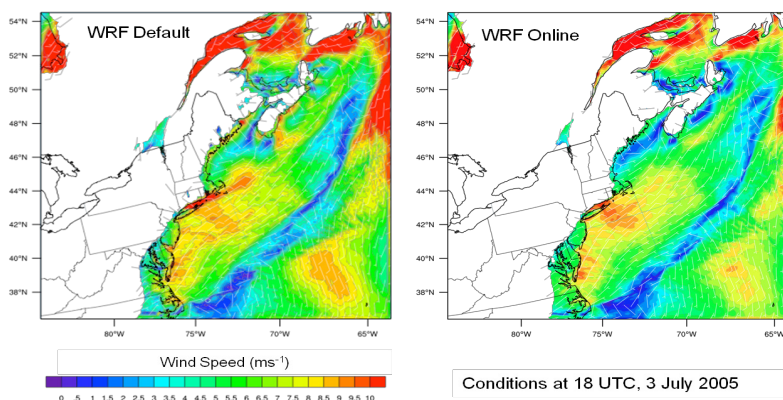 WRF Default
54°N
52°N
50°N
48°N
46°N
44°N
42°N
40°N
38°N
80°W 75°W 70°W 65°W
WRF Online
54°N
52°N
50°N
48°N
46°N
44°N
42°N
40°N
38°N
80°W 75°W 70°W 65°W
Wind Speed (ms⁻¹)
0 .5 1 1.5 2 2.5 3 3.5 4 4.5 5 5.5 6 6.5 7 7.5 8 8.5 9 9.5 10
Conditions at 18 UTC, 3 July 2005